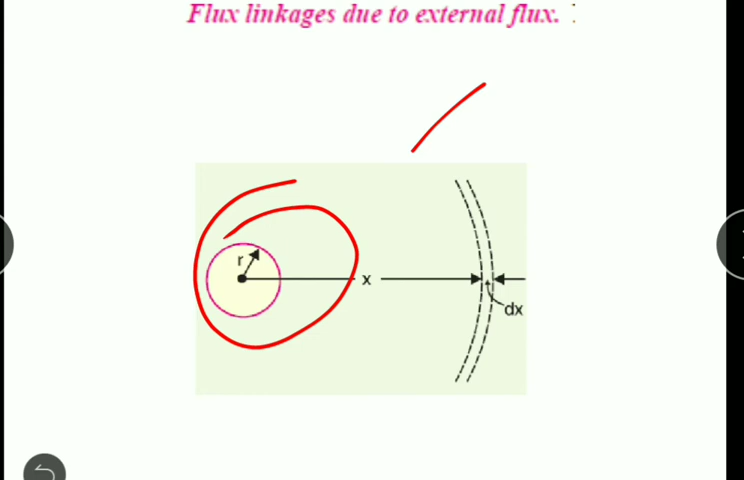 Flux linkages due to external flux.
r
x
dx